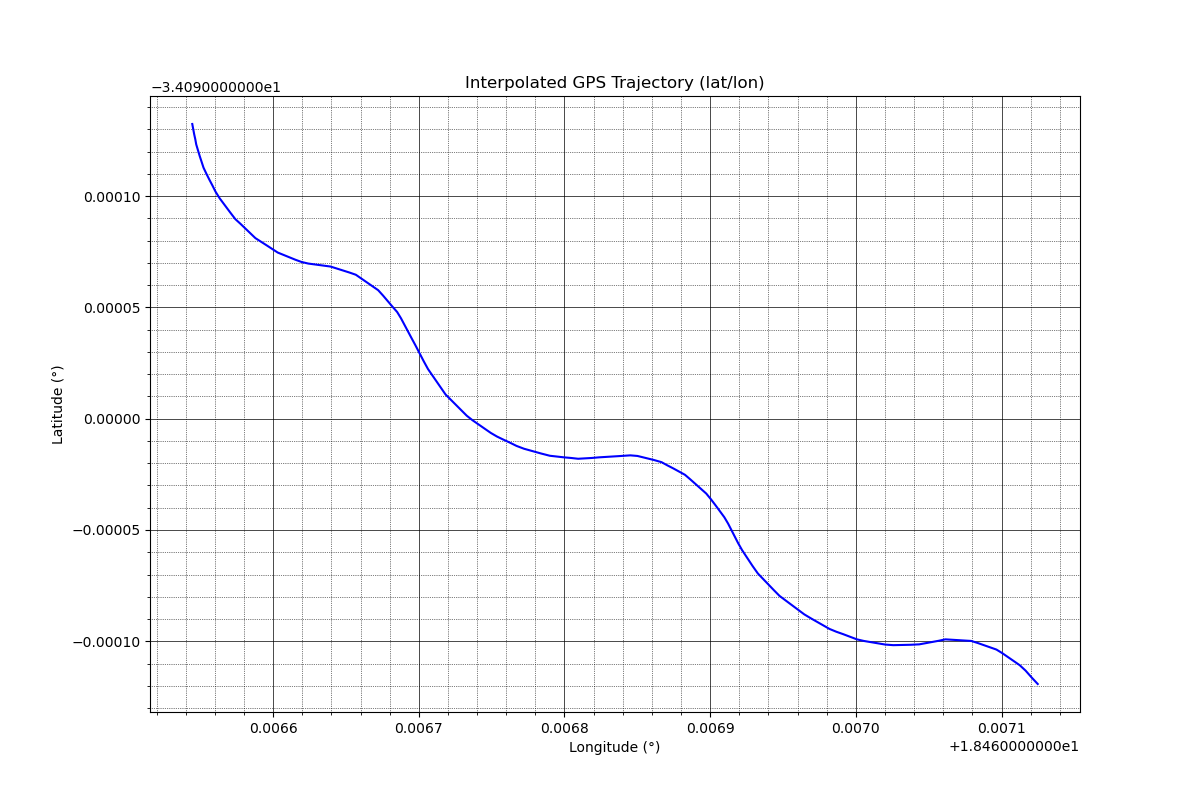 Interpolated GPS Trajectory (lat/lon)
−3.4090000000e1
0.00010
0.00005
0.00000
−0.00005
−0.00010
Latitude (°)
0.0066 0.0067 0.0068 0.0069 0.0070 0.0071
Longitude (°)
+1.8460000000e1